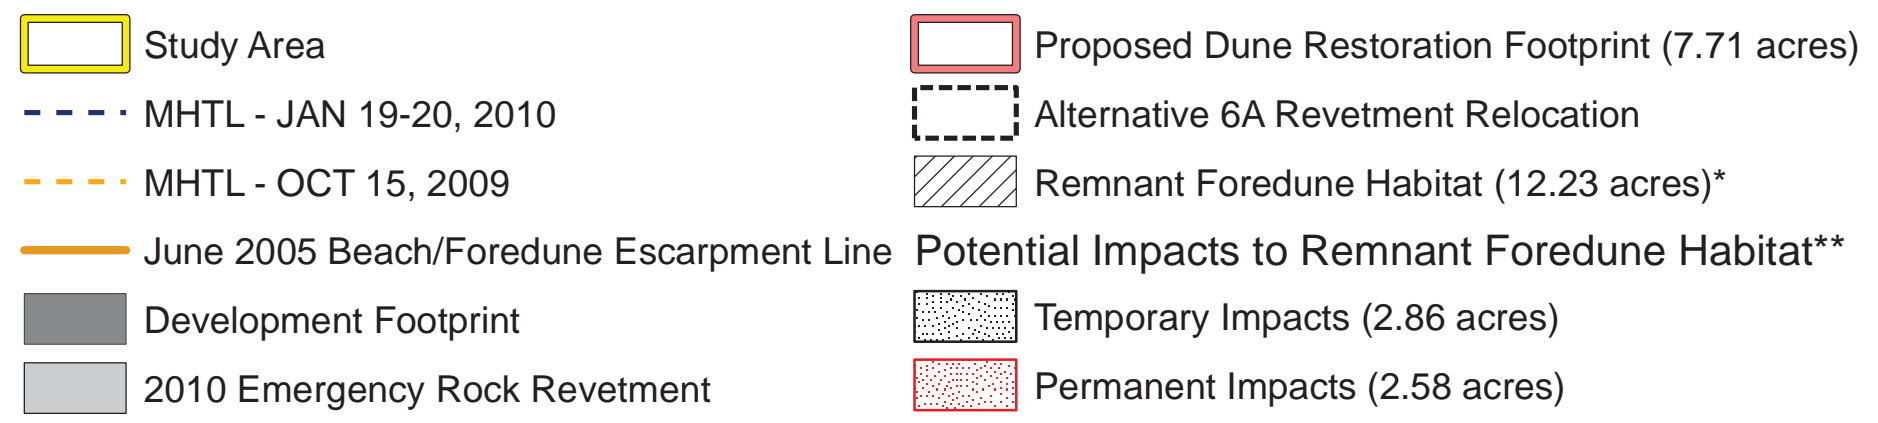 Study Area
MHTL - JAN 19-20, 2010
MHTL - OCT 15, 2009
June 2005 Beach/Foredune Escarpment Line
Development Footprint
2010 Emergency Rock Revetment
Proposed Dune Restoration Footprint (7.71 acres)
Alternative 6A Revetment Relocation
Remnant Foredune Habitat (12.23 acres)*
Potential Impacts to Remnant Foredune Habitat**
Temporary Impacts (2.86 acres)
Permanent Impacts (2.58 acres)